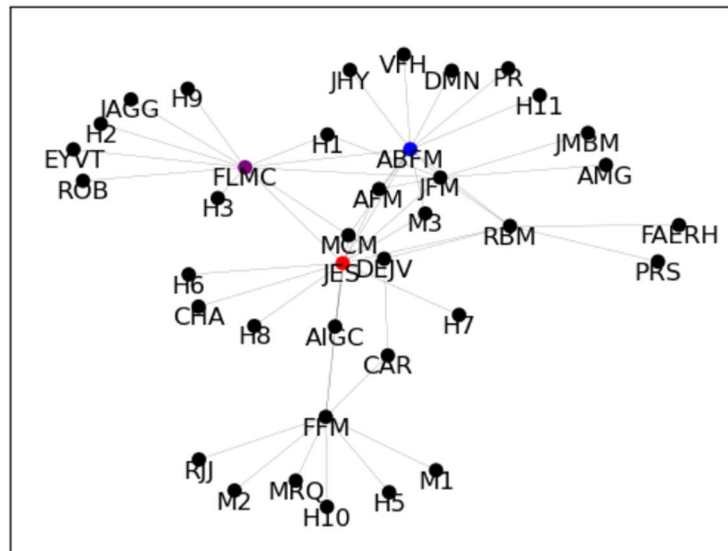 VFH
JHY
DMN
PR
H9
H11
JAGG
H2
H1
JMBM
EYVT
ABFM
AMG
FLMC
JFM
ROB
AFM
H3
M3
RBM
FAERH
MCM
PRS
JES
DEJV
H6
CHA
H8
AIGC
H7
CAR
FFM
RJJ
M2
MRQ
H10
H5
M1